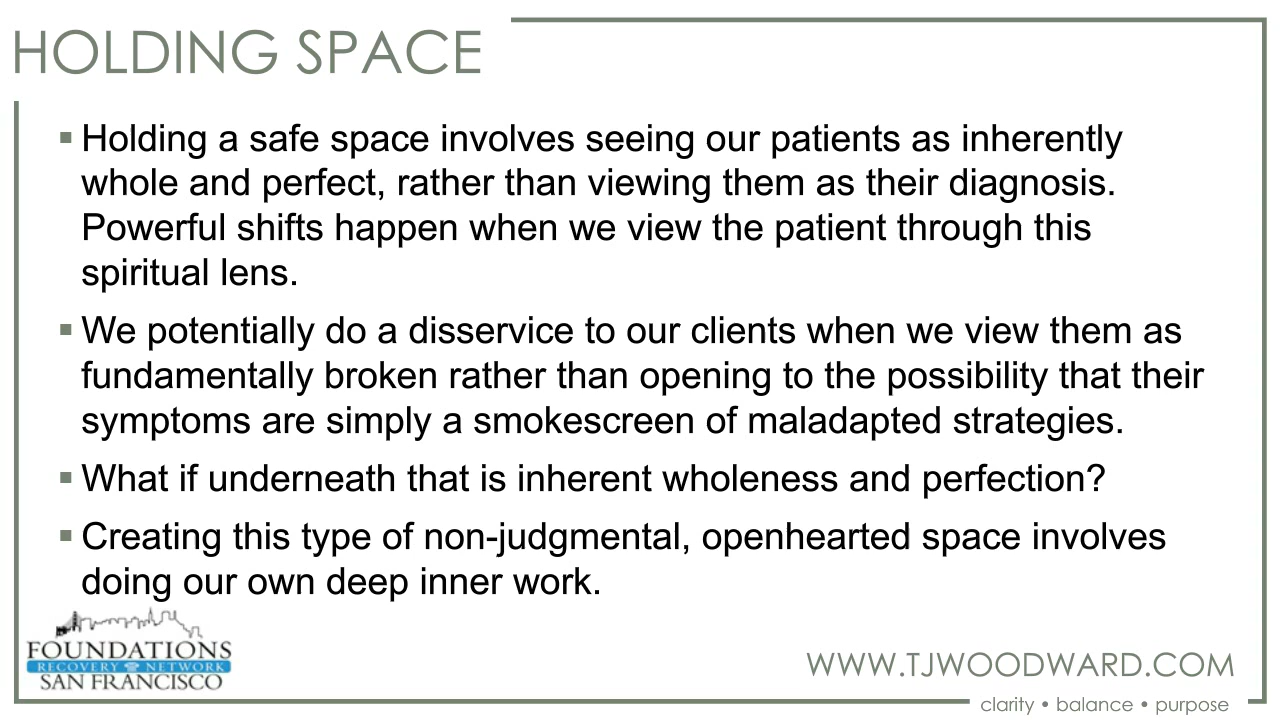 HOLDING SPACE
▪ Holding a safe space involves seeing our patients as inherently
whole and perfect, rather than viewing them as their diagnosis.
Powerful shifts happen when we view the patient through this
spiritual lens.
▪ We potentially do a disservice to our clients when we view them as
fundamentally broken rather than opening to the possibility that their
symptoms are simply a smokescreen of maladapted strategies.
▪ What if underneath that is inherent wholeness and perfection?
▪ Creating this type of non-judgmental, openhearted space involves
doing our own deep inner work.
FOUNDATIONS
RECOVERY NETWORK
SAN FRANCISCO
WWW.TJWOODWARD.COM
clarity • balance • purpose